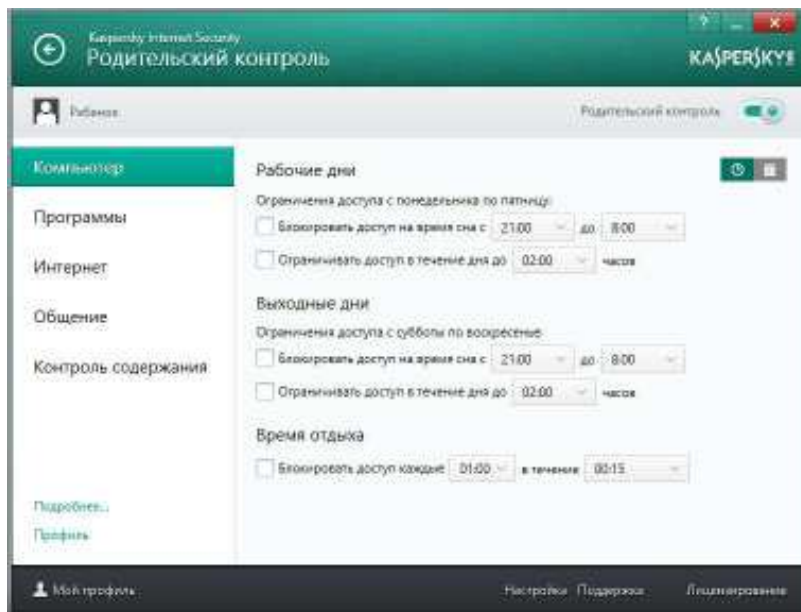 Kaspersky Internet Security
Родительский контроль
KASPERSKY
Ребенок
Родительский контроль
Компьютер
Программы
Интернет
Общение
Контроль содержания
Подробнее...
Профиль
Рабочие дни
Ограничения доступа с понедельника по пятницу:
Блокировать доступ на время сна с 21:00 до 8:00
Ограничивать доступ в течение дня до 02:00 часов
Выходные дни
Ограничения доступа с субботы по воскресенье:
Блокировать доступ на время сна с 21:00 до 8:00
Ограничивать доступ в течение дня до 02:00 часов
Время отдыха
Блокировать доступ каждые 01:00 в течение 00:15
Мой профиль
Настройки Поддержка Лицензирование